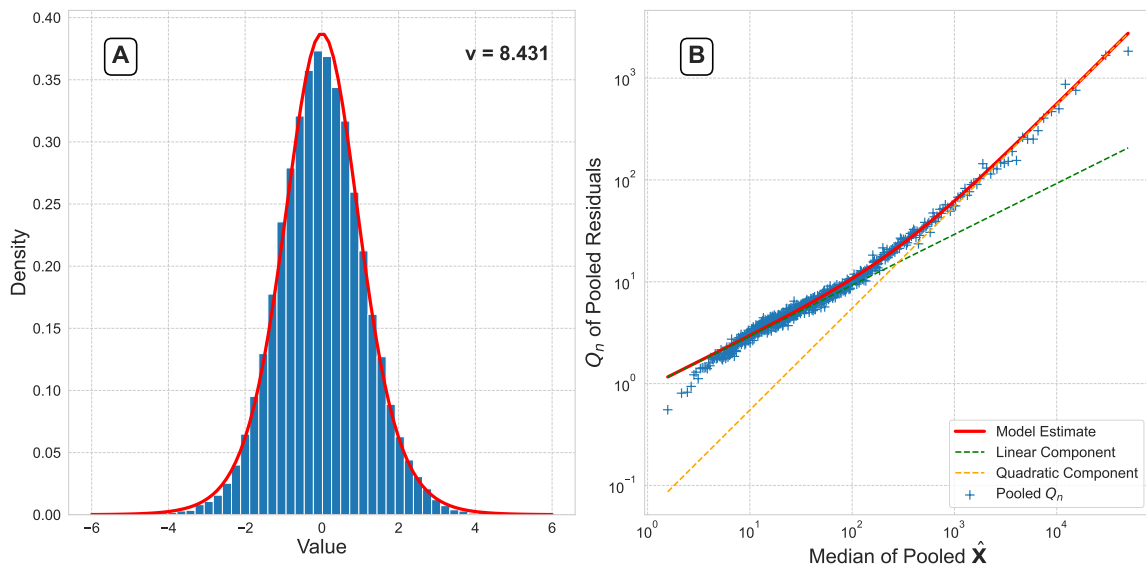 A
v = 8.431
Density
0.40
0.35
0.30
0.25
0.20
0.15
0.10
0.05
0.00
−6
−4
−2
0
2
4
6
Value
B
Qn of Pooled Residuals
10³
10²
10¹
10⁰
10⁻¹
10⁰
10¹
10²
10³
10⁴
Median of Pooled X̂
Model Estimate
Linear Component
Quadratic Component
Pooled Qn